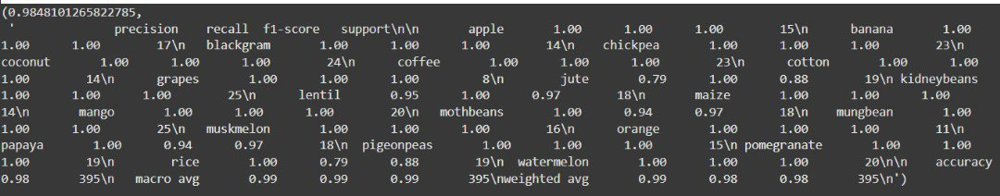 (0.9848101265822785,
' precision recall f1-score support\n\n apple 1.00 1.00 1.00 15\n banana 1.00
1.00 1.00 17\n blackgram 1.00 1.00 1.00 14\n chickpea 1.00 1.00 1.00 23\n
coconut 1.00 1.00 1.00 24\n coffee 1.00 1.00 1.00 23\n cotton 1.00 1.00
1.00 14\n grapes 1.00 1.00 1.00 8\n jute 0.79 1.00 0.88 19\n kidneybeans
1.00 1.00 1.00 25\n lentil 0.95 1.00 0.97 18\n maize 1.00 1.00 1.00
14\n mango 1.00 1.00 1.00 20\n mothbeans 1.00 0.94 0.97 18\n mungbean 1.00
1.00 1.00 25\n muskmelon 1.00 1.00 1.00 16\n orange 1.00 1.00 1.00 11\n
papaya 1.00 0.94 0.97 18\n pigeonpeas 1.00 1.00 1.00 15\n pomegranate 1.00 1.00
1.00 19\n rice 1.00 0.79 0.88 19\n watermelon 1.00 1.00 1.00 20\n\n accuracy
0.98 395\n macro avg 0.99 0.99 0.99 395\nweighted avg 0.99 0.98 0.98 395\n')